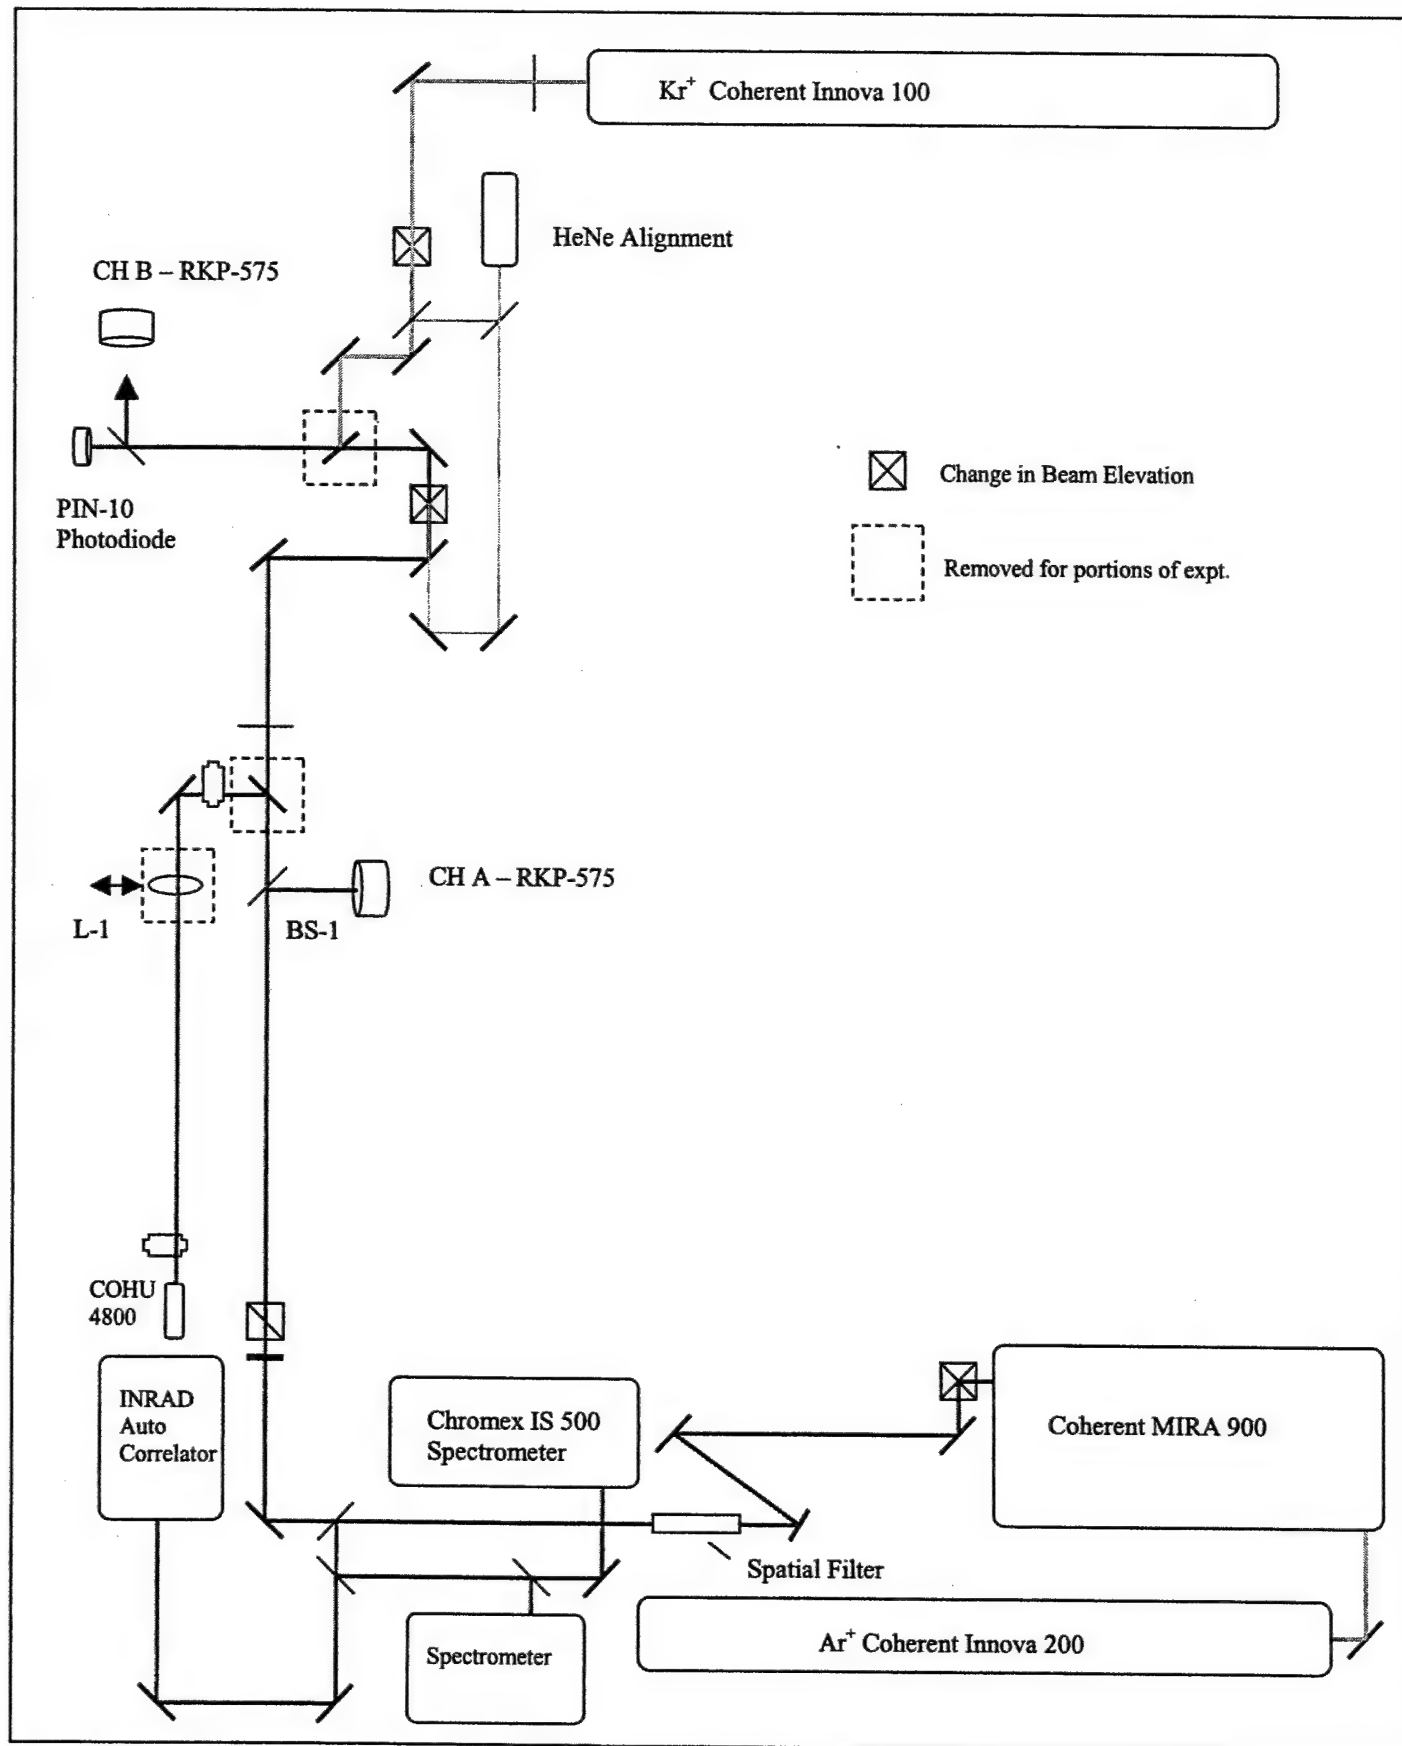 Kr+ Coherent Innova 100
HeNe Alignment
CH B – RKP-575
PIN-10
Photodiode
Change in Beam Elevation
Removed for portions of expt.
CH A – RKP-575
L-1
BS-1
COHU
4800
INRAD
Auto
Correlator
Chromex IS 500
Spectrometer
Coherent MIRA 900
Spatial Filter
Spectrometer
Ar+ Coherent Innova 200